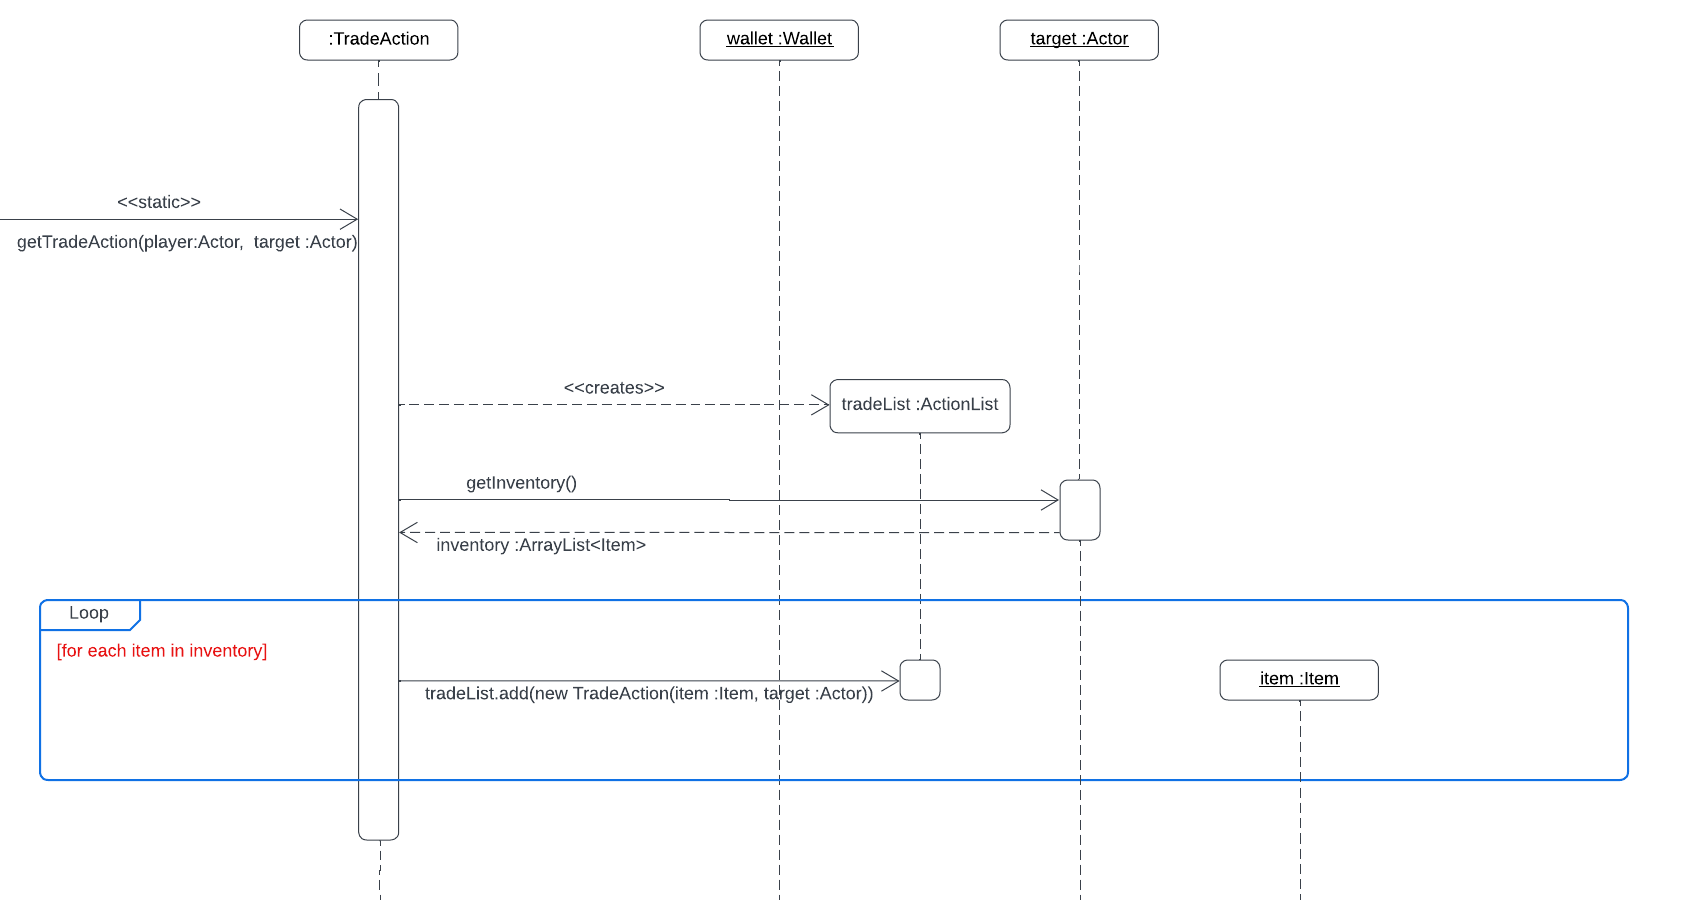 :TradeAction
wallet :Wallet
target :Actor
<<static>>
getTradeAction(player:Actor,  target :Actor)
<<creates>>
tradeList :ActionList
getInventory()
inventory :ArrayList<Item>
Loop
[for each item in inventory]
tradeList.add(new TradeAction(item :Item, target :Actor))
item :Item